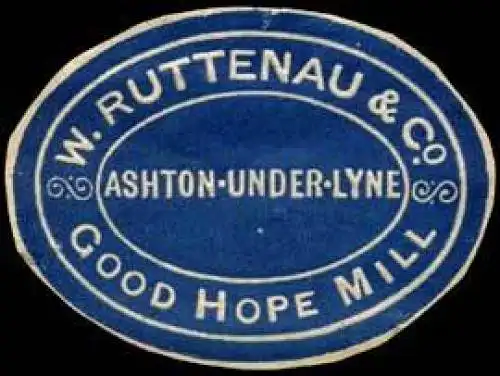 W. RUTTENAU & Co.
ASHTON·UNDER·LYNE
GOOD HOPE MILL